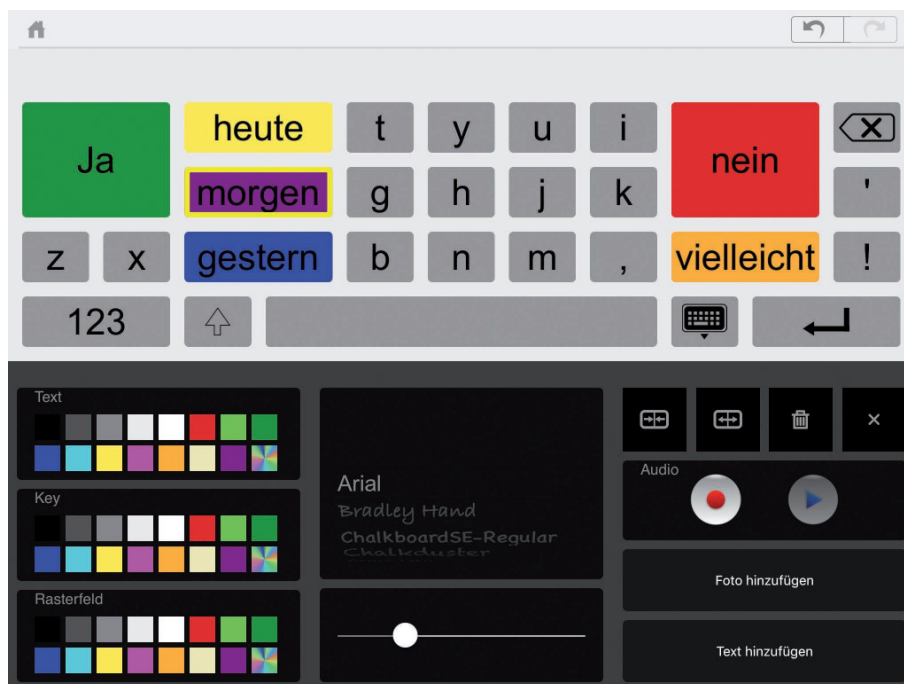 Ja heute t y u i nein
morgen g h j k '
z x gestern b n m , vielleicht !
123
Text
Key
Rasterfeld
Arial
Bradley Hand
ChalkboardSE-Regular
Chalkduster
Audio
Foto hinzufügen
Text hinzufügen